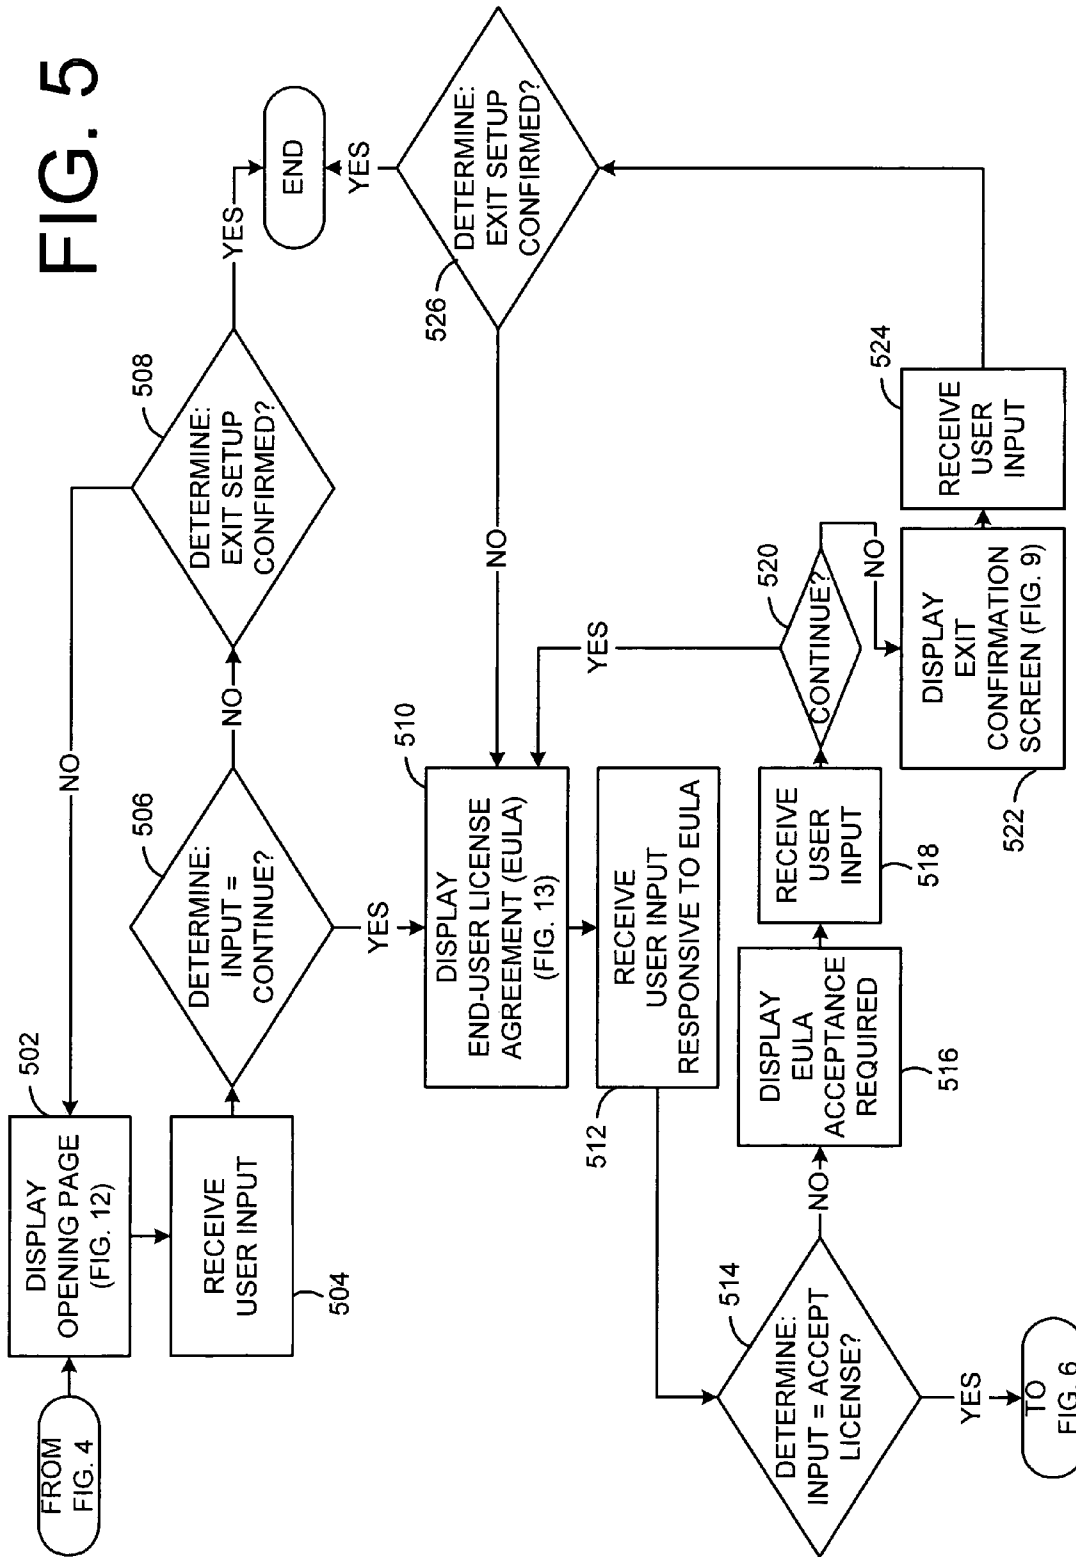 FIG. 5
FROM
FIG. 4
502
DISPLAY
OPENING PAGE
(FIG. 12)
RECEIVE
USER INPUT
504
506
DETERMINE:
INPUT =
CONTINUE?
NO
YES
508
DETERMINE:
EXIT SETUP
CONFIRMED?
NO
YES
END
510
DISPLAY
END-USER LICENSE
AGREEMENT (EULA)
(FIG. 13)
RECEIVE
USER INPUT
RESPONSIVE TO EULA
512
514
DETERMINE:
INPUT = ACCEPT
LICENSE?
NO
YES
TO
FIG. 6
DISPLAY
EULA
ACCEPTANCE
REQUIRED
516
RECEIVE
USER
INPUT
518
520
CONTINUE?
YES
NO
DISPLAY
EXIT
CONFIRMATION
SCREEN (FIG. 9)
522
524
RECEIVE
USER
INPUT
526
DETERMINE:
EXIT SETUP
CONFIRMED?
YES
NO